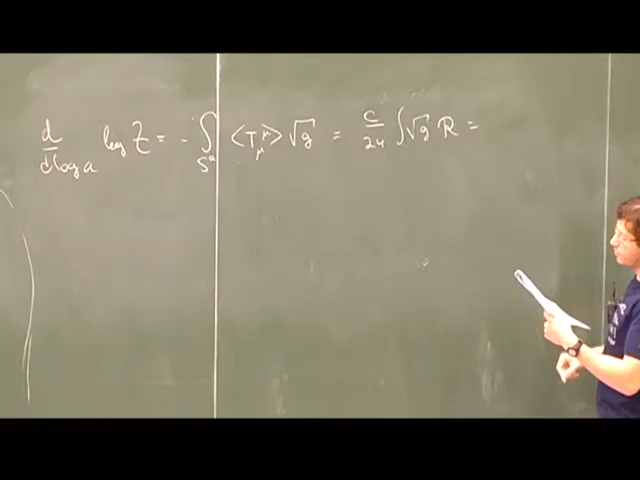 d/dlog a log Z = - ∫_{S²} <T_μ^μ> √g = c/24 ∫ √g R =